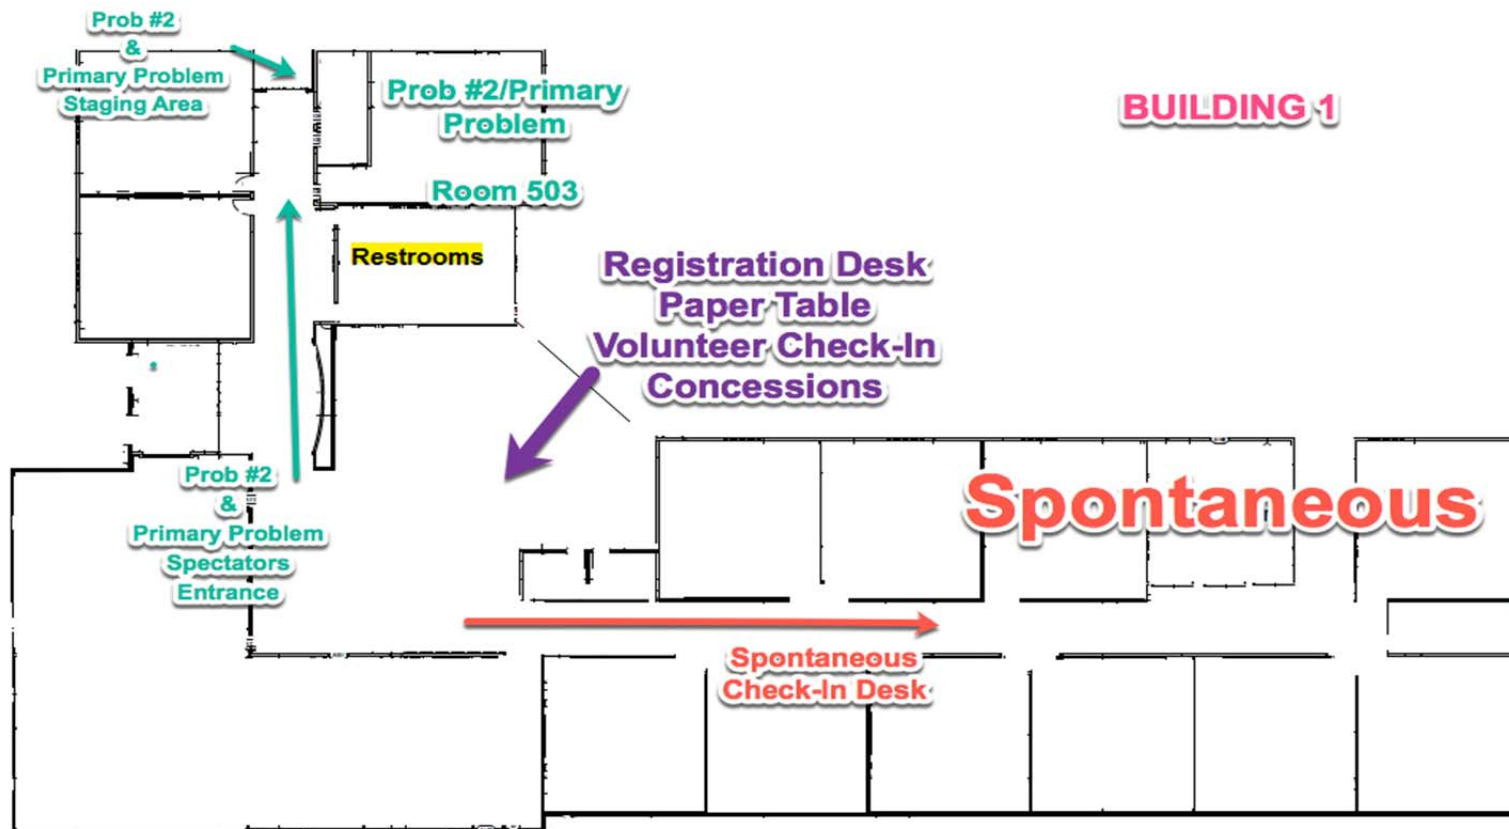 Prob #2
&
Primary Problem
Staging Area
Prob #2/Primary
Problem
Room 503
BUILDING 1
Restrooms
Registration Desk
Paper Table
Volunteer Check-In
Concessions
Prob #2
&
Primary Problem
Spectators
Entrance
Spontaneous
Spontaneous
Check-In Desk